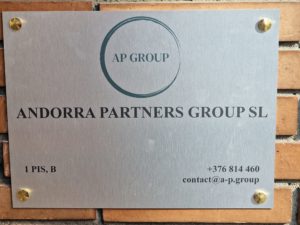 AP GROUP
ANDORRA PARTNERS GROUP SL
1 PIS, B
+376 814 460
contact@a-p.group